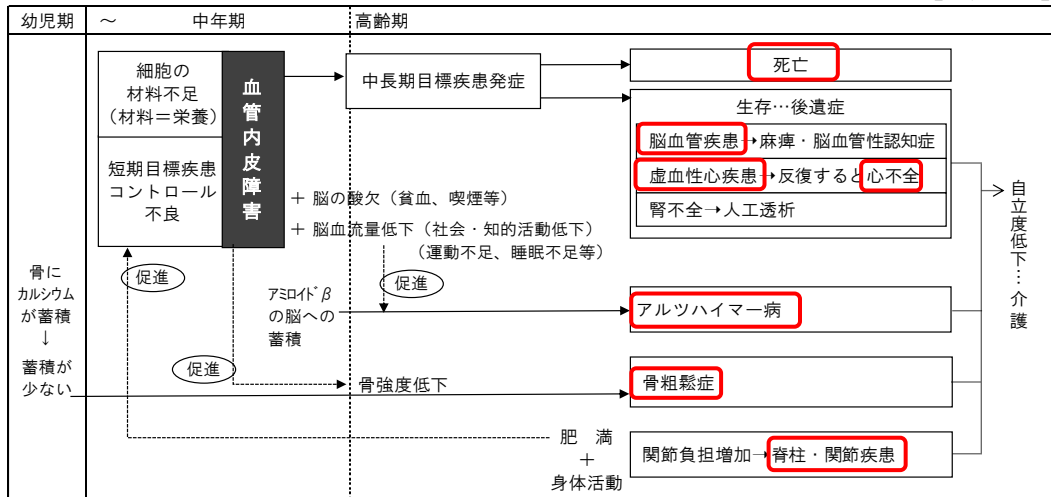 幼児期
～
中年期
高齢期
細胞の
材料不足
（材料＝栄養）
短期目標疾患
コントロール
不良
血管内皮障害
中長期目標疾患発症
死亡
生存…後遺症
脳血管疾患→麻痺・脳血管性認知症
虚血性心疾患→反復すると心不全
腎不全→人工透析
＋ 脳の酸欠（貧血、喫煙等）
＋ 脳血流量低下（社会・知的活動低下）
（運動不足、睡眠不足等）
自立度低下…介護
促進
促進
骨に
カルシウム
が蓄積
↓
蓄積が
少ない
アミロイドβ
の脳への
蓄積
アルツハイマー病
促進
骨強度低下
骨粗鬆症
肥　満
＋
身体活動
関節負担増加→脊柱・関節疾患